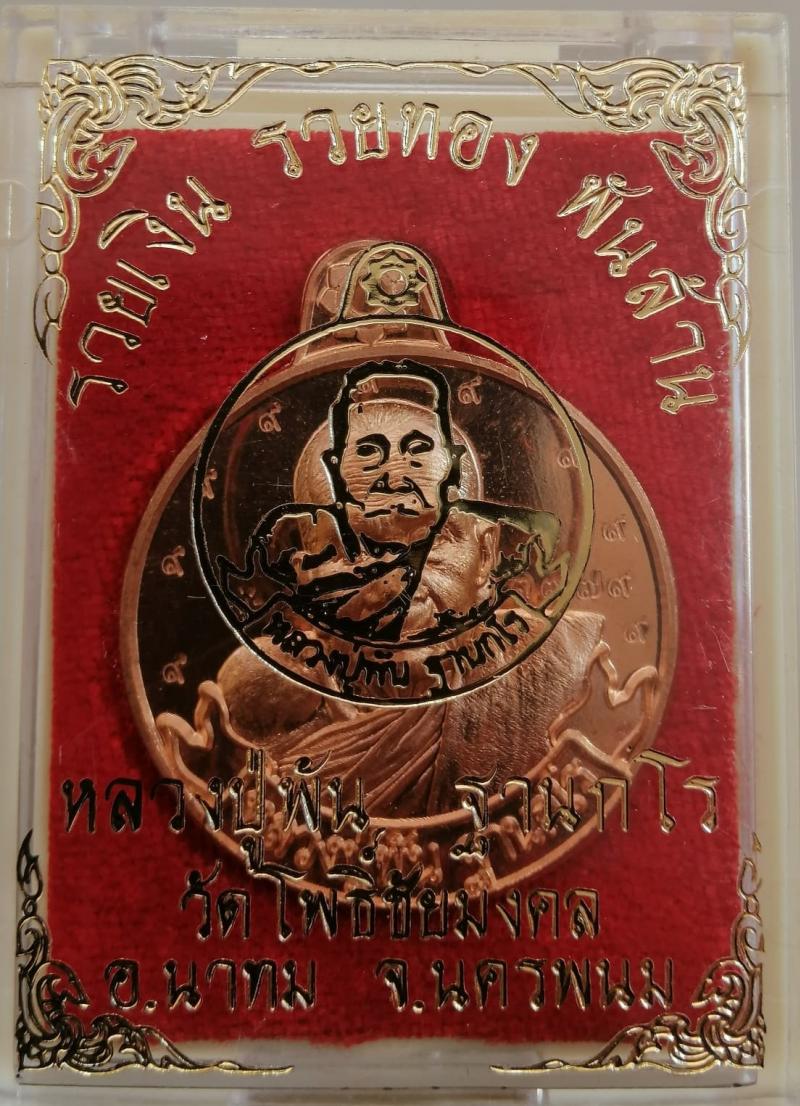 รวยเงิน รวยทอง พันล้าน
หลวงปู่พัน ฐานกโร
หลวงปู่พัน ฐานกโร
วัดโพธิ์ชัยมงคล
อ.นาทม จ.นครพนม